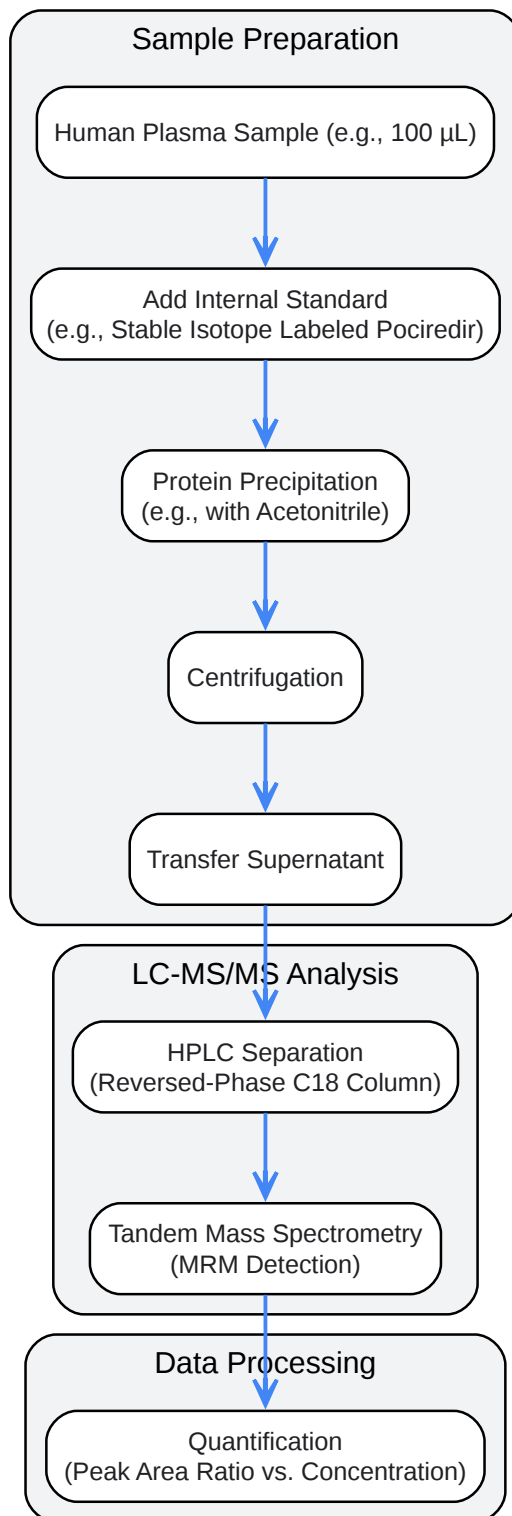 Sample Preparation
Human Plasma Sample (e.g., 100 µL)
Add Internal Standard
(e.g., Stable Isotope Labeled Pociredir)
Protein Precipitation
(e.g., with Acetonitrile)
Centrifugation
Transfer Supernatant
LC-MS/MS Analysis
HPLC Separation
(Reversed-Phase C18 Column)
Tandem Mass Spectrometry
(MRM Detection)
Data Processing
Quantification
(Peak Area Ratio vs. Concentration)